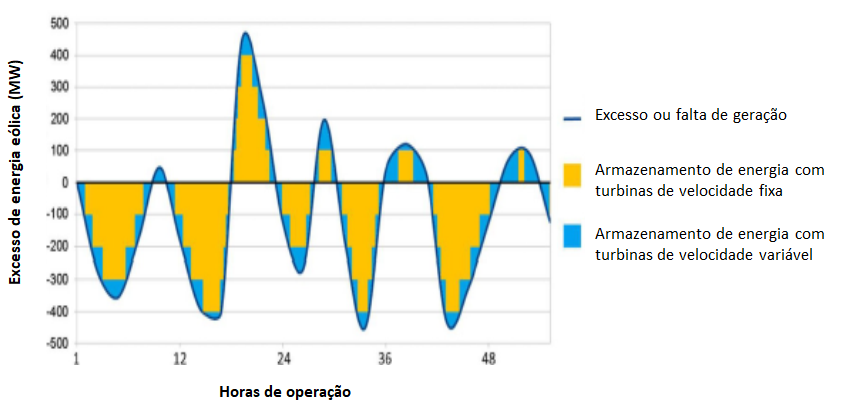 Excesso de energia eólica (MW)
500
400
300
200
100
0
-100
-200
-300
-400
-500
1
12
24
36
48
Horas de operação
Excesso ou falta de geração
Armazenamento de energia com
turbinas de velocidade fixa
Armazenamento de energia com
turbinas de velocidade variável